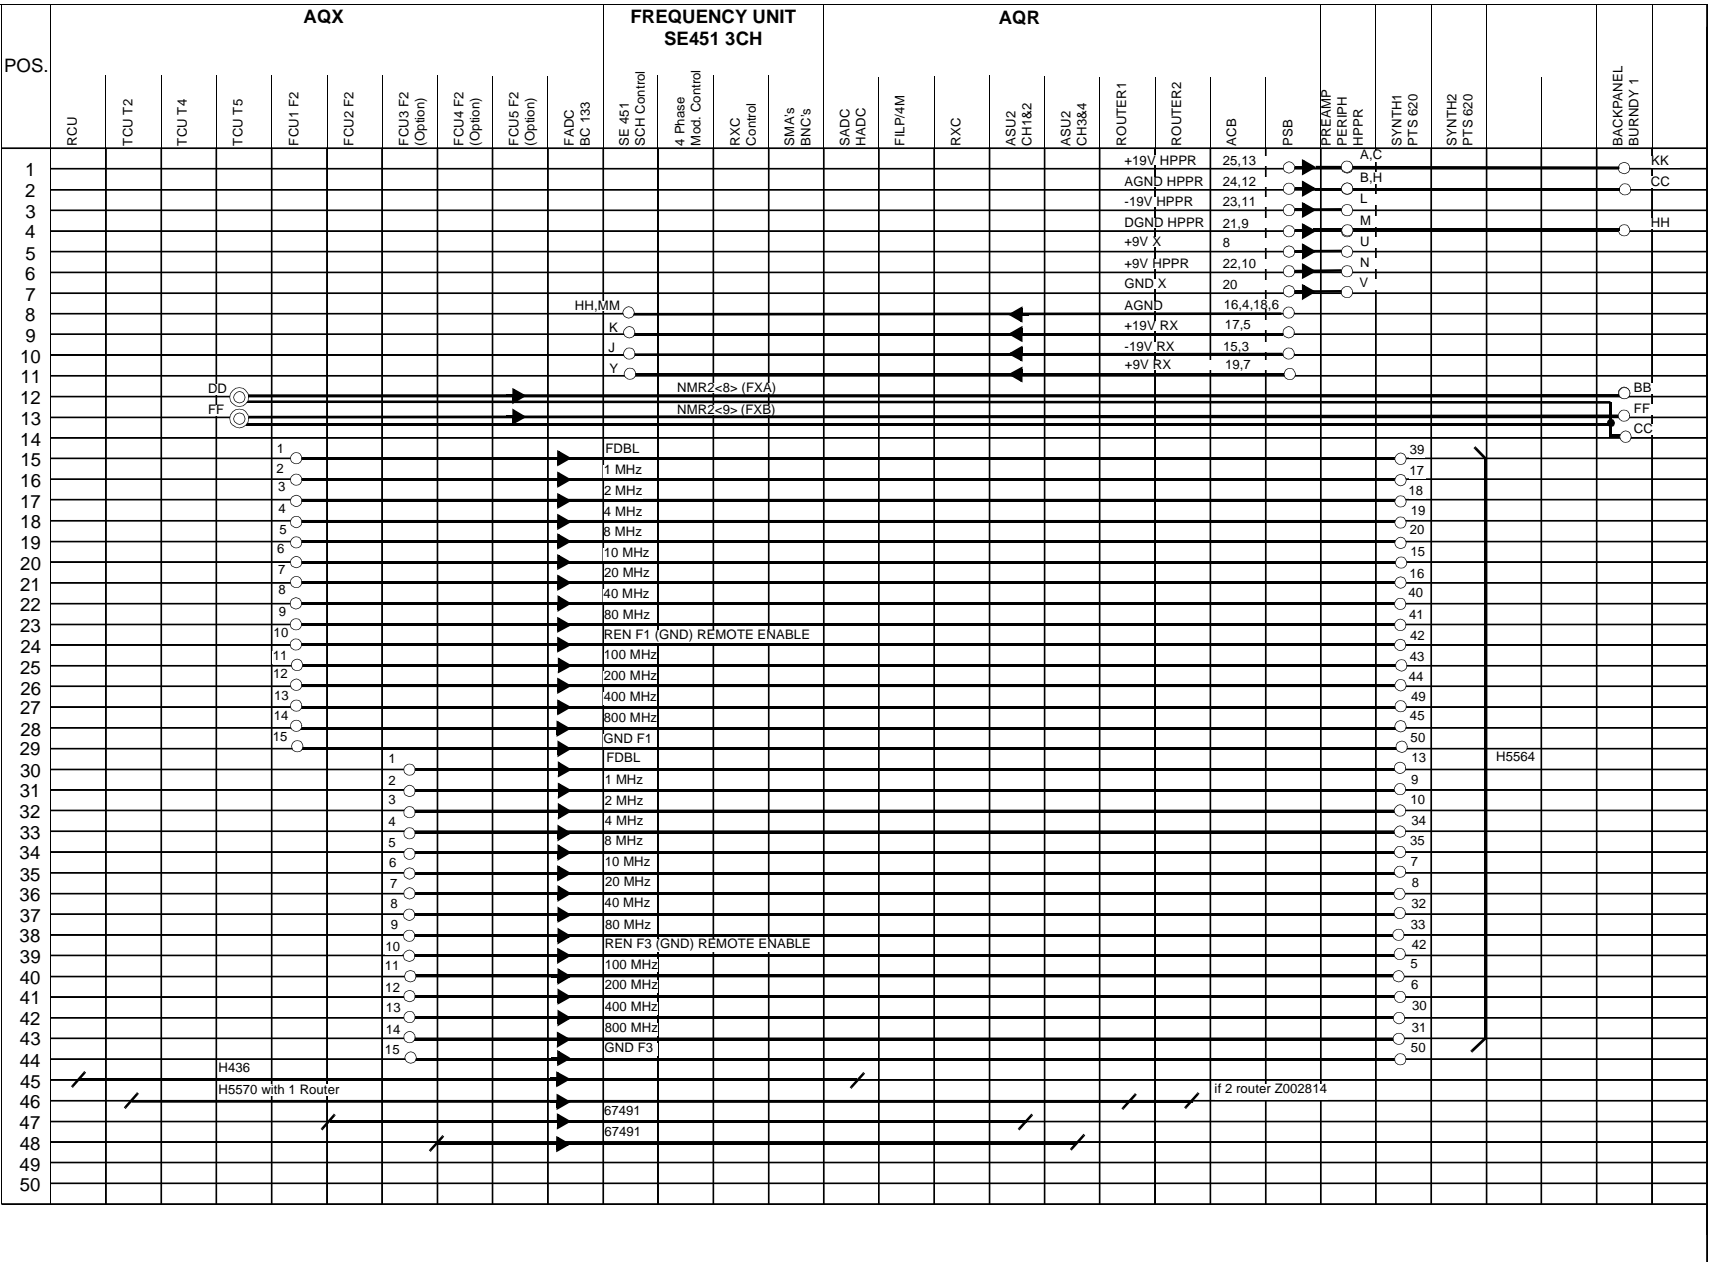 AQX
FREQUENCY UNIT
SE451 3CH
AQR
POS.
RCU
TCU T2
TCU T4
TCU T5
FCU1 F2
FCU2 F2
FCU3 F2
(Option)
FCU4 F2
(Option)
FCU5 F2
(Option)
FADC
BC 133
SE 451
SCH Control
4 Phase
Mod. Control
RXC
Control
SMA's
BNC's
SADC
HADC
FILP/4M
RXC
ASU2
CH1&2
ASU2
CH3&4
ROUTER1
ROUTER2
ACB
PSB
PREAMP
PERIPH
HPPR
SYNTH1
PTS 620
SYNTH2
PTS 620
BACKPANEL
BURNDY 1
1 +19V HPPR 25,13 A,C KK
2 AGND HPPR 24,12 B,H CC
3 -19V HPPR 23,11 L
4 DGND HPPR 21,9 M HH
5 +9V X 8 U
6 +9V HPPR 22,10 N
7 GND X 20 V
8 HH,MM AGND 16,4,18,6
9 K +19V RX 17,5
10 J -19V RX 15,3
11 Y +9V RX 19,7
12 DD NMR2<8> (FXA) BB
13 FF NMR2<9> (FXB) FF
14 CC
15 1 FDBL 39
16 2 1 MHz 17
17 3 2 MHz 18
18 4 4 MHz 19
19 5 8 MHz 20
20 6 10 MHz 15
21 7 20 MHz 16
22 8 40 MHz 40
23 9 80 MHz 41
24 10 REN F1 (GND) REMOTE ENABLE 42
25 11 100 MHz 43
26 12 200 MHz 44
27 13 400 MHz 49
28 14 800 MHz 45
29 15 GND F1 50
30 1 FDBL 13 H5564
31 2 1 MHz 9
32 3 2 MHz 10
33 4 4 MHz 34
34 5 8 MHz 35
35 6 10 MHz 7
36 7 20 MHz 8
37 8 40 MHz 32
38 9 80 MHz 33
39 10 REN F3 (GND) REMOTE ENABLE 42
40 11 100 MHz 5
41 12 200 MHz 6
42 13 400 MHz 30
43 14 800 MHz 31
44 15 GND F3 50
45 H436
46 H5570 with 1 Router if 2 router Z002814
47 67491
48 67491
49
50